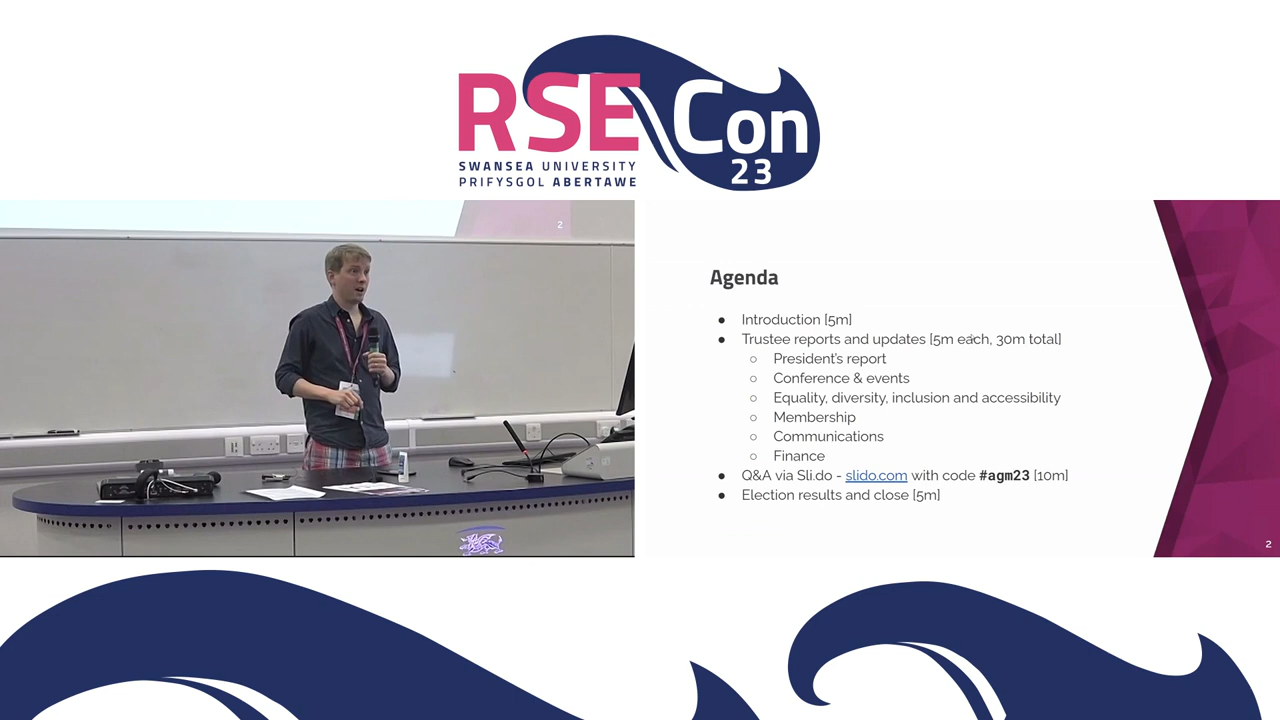 RSE Con
23
SWANSEA UNIVERSITY
PRIFYSGOL ABERTAWE
2
Agenda
● Introduction [5m]
● Trustee reports and updates [5m each, 30m total]
○ President's report
○ Conference & events
○ Equality, diversity, inclusion and accessibility
○ Membership
○ Communications
○ Finance
● Q&A via Sli.do - slido.com with code #agm23 [10m]
● Election results and close [5m]
2